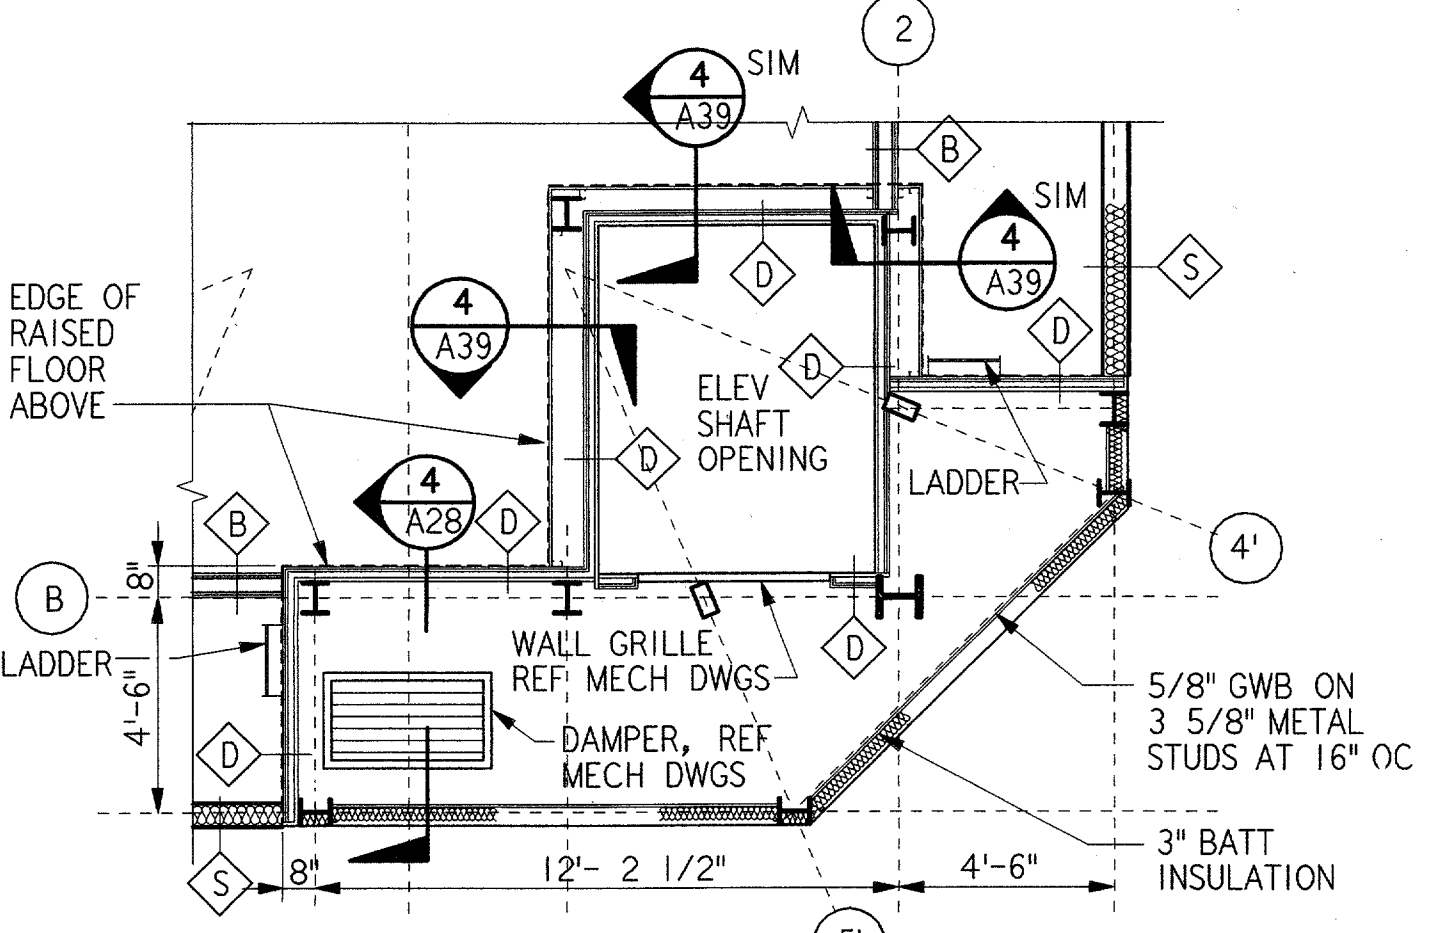 2
4
A39
SIM
B
SIM
4
A39
D
S
EDGE OF
RAISED
FLOOR
ABOVE
4
A39
D
D
ELEV
SHAFT
OPENING
D
LADDER
4
A28
B
D
4'
8"
B
LADDER
4'-6"
WALL GRILLE
REF MECH DWGS
D
5/8" GWB ON
3 5/8" METAL
STUDS AT 16" OC
D
DAMPER, REF
MECH DWGS
3" BATT
INSULATION
S
8"
12'- 2 1/2"
4'-6"